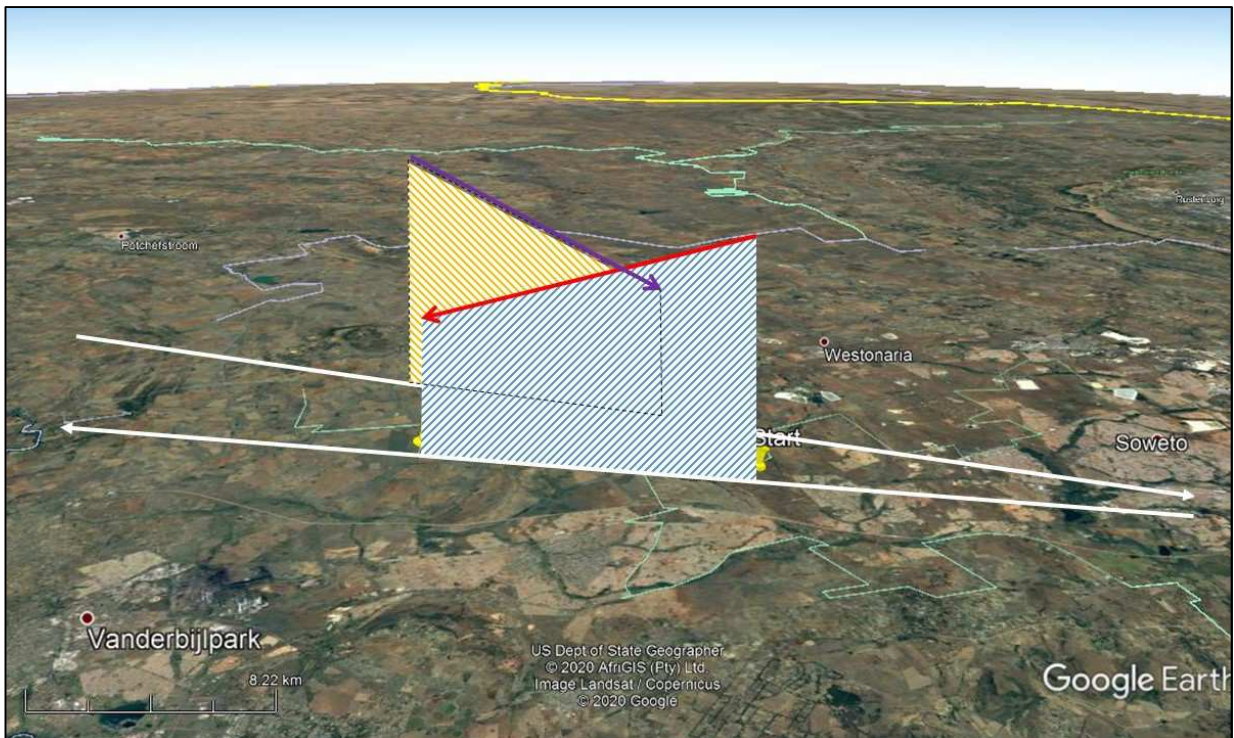 Rustenburg
Potchefstroom
Westonaria
Start
Soweto
Vanderbijlpark
8.22 km
US Dept of State Geographer
© 2020 AfriGIS (Pty) Ltd.
Image Landsat / Copernicus
© 2020 Google
Google Earth